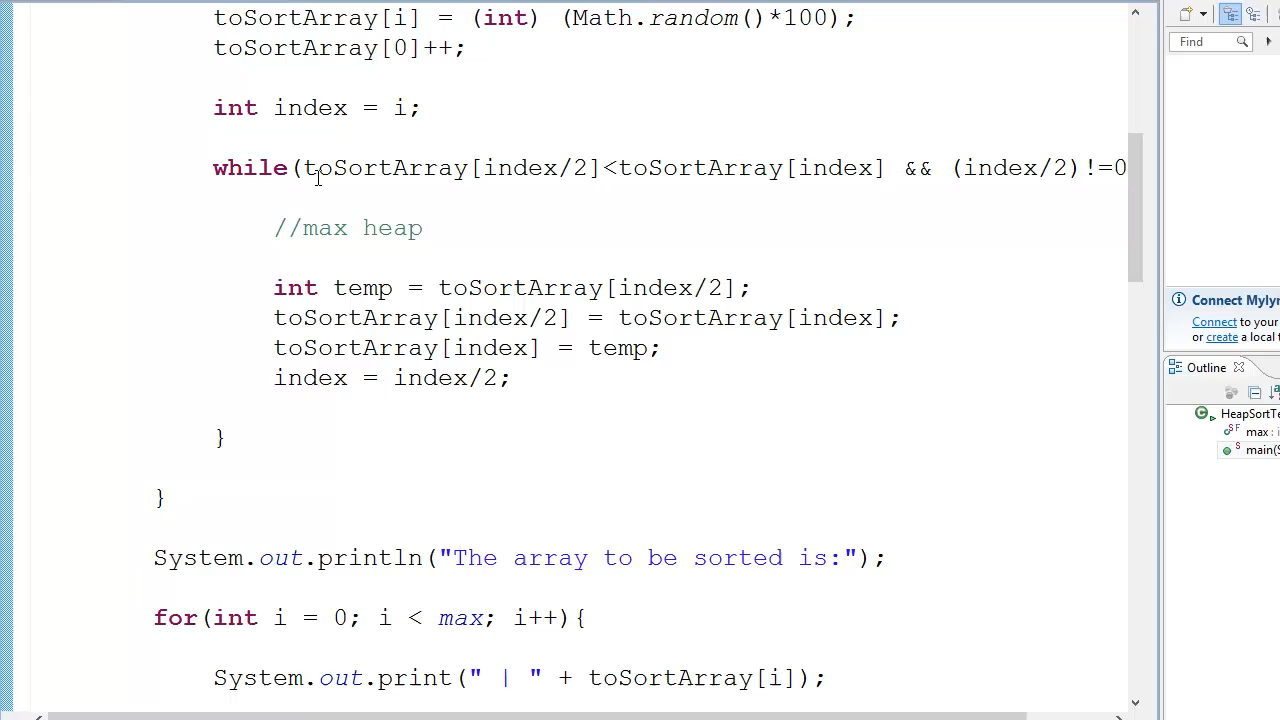 toSortArray[i] = (int) (Math.random()*100);
toSortArray[0]++;
int index = i;
while(toSortArray[index/2]<toSortArray[index] && (index/2)!=0
//max heap
int temp = toSortArray[index/2];
toSortArray[index/2] = toSortArray[index];
toSortArray[index] = temp;
index = index/2;
}
}
System.out.println("The array to be sorted is:");
for(int i = 0; i < max; i++){
System.out.print(" | " + toSortArray[i]);
Find
Connect Mylyn
Connect to your
or create a local t
Outline
HeapSortTe
max : i
main(S